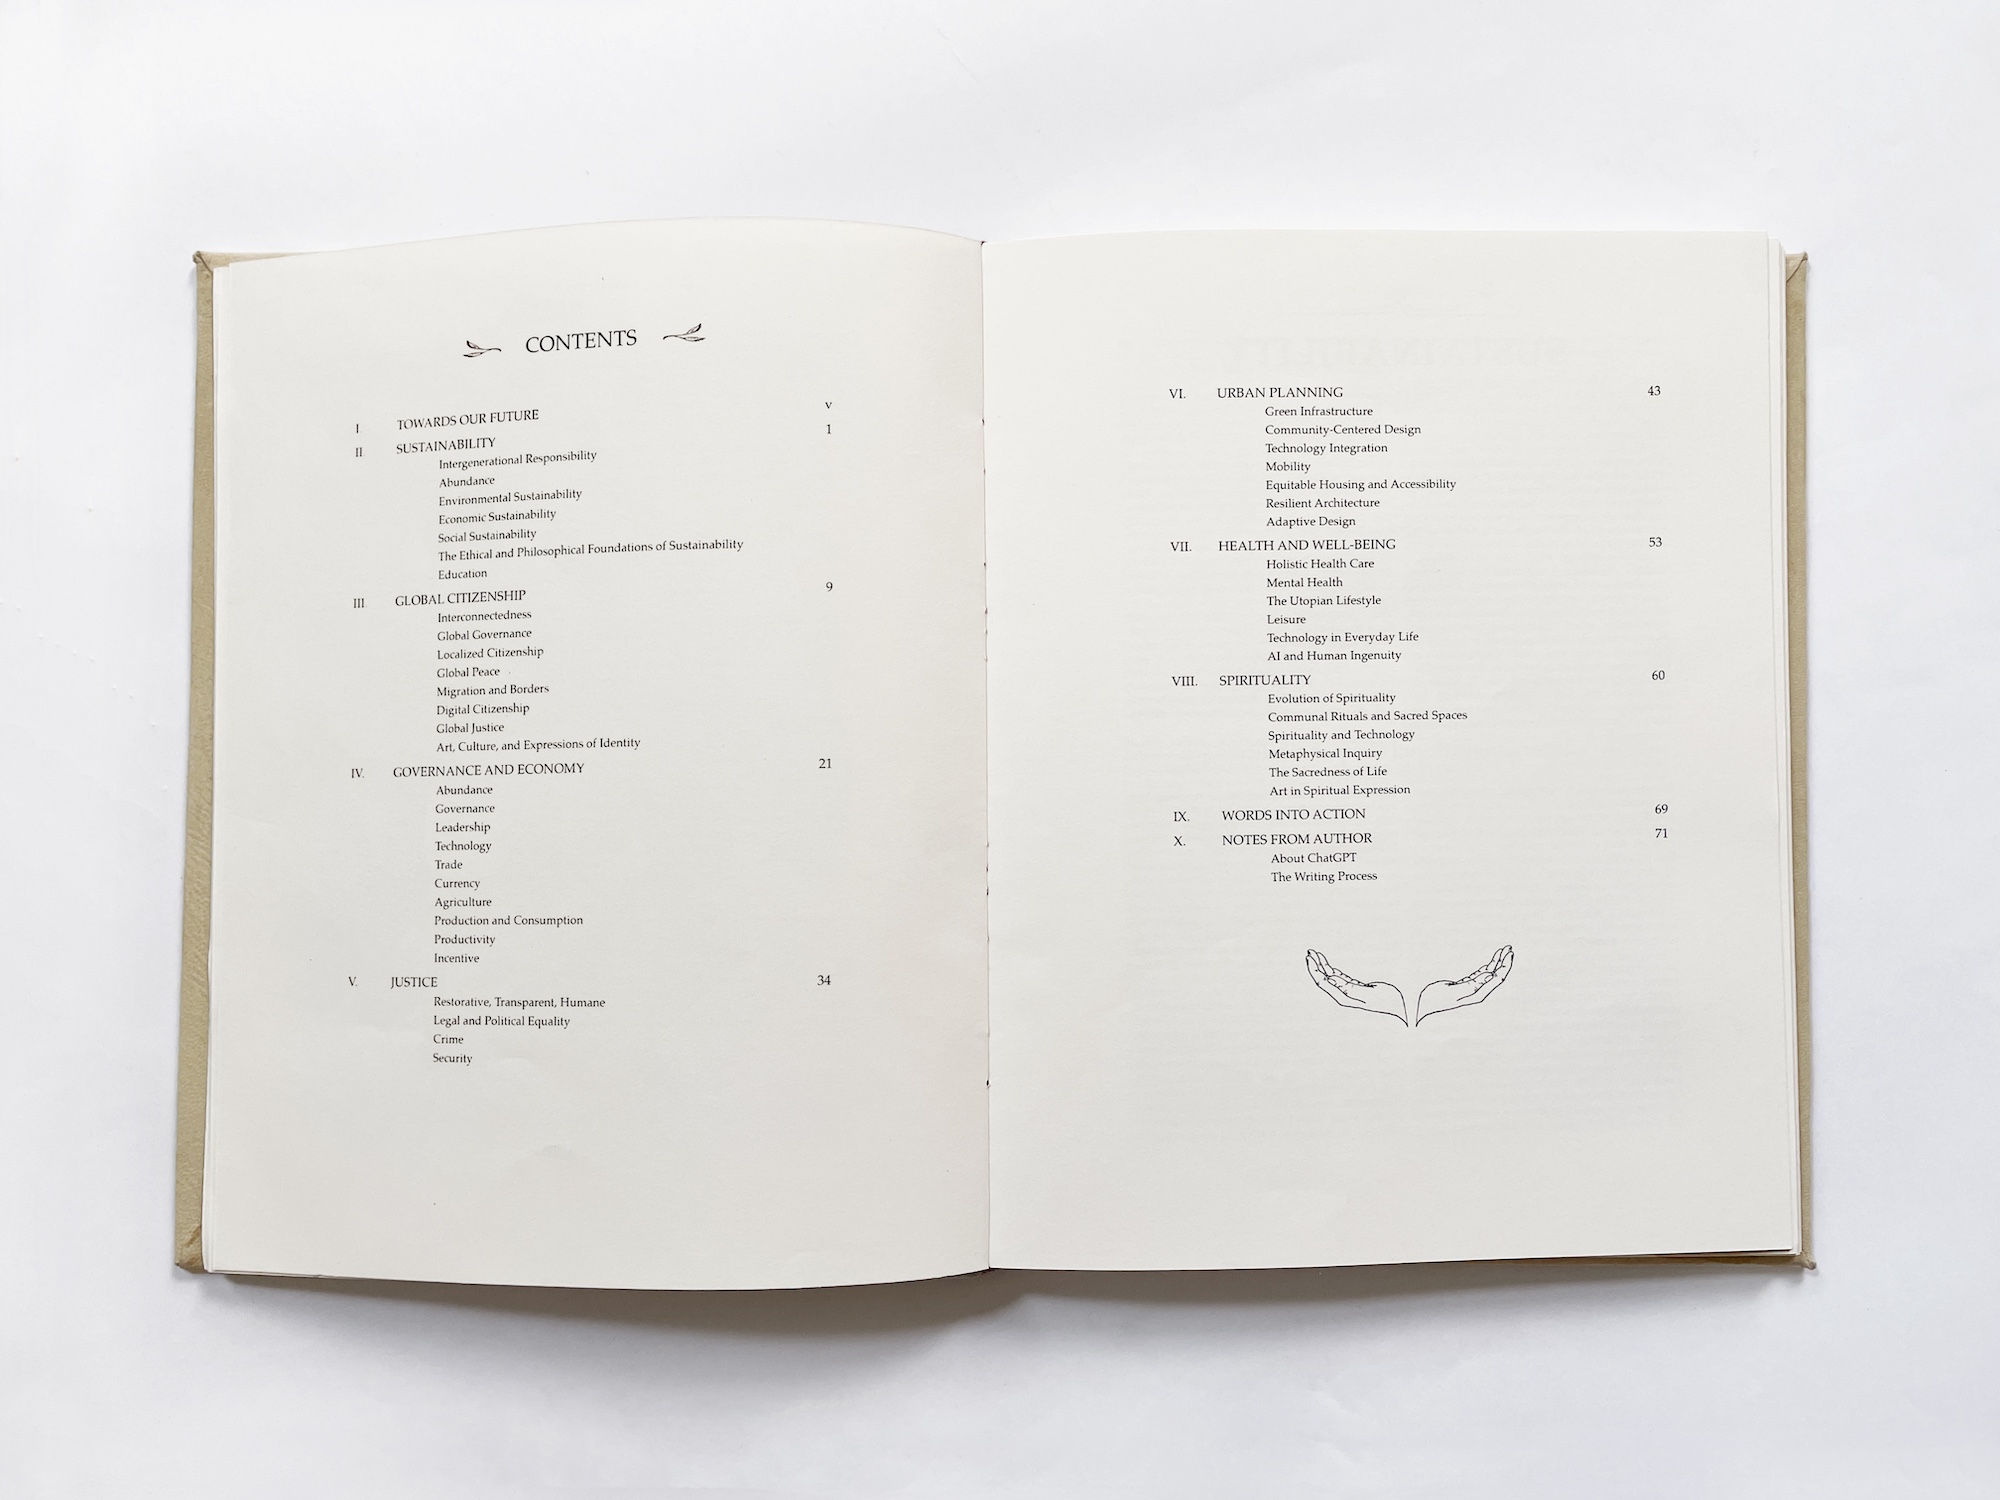 CONTENTS
I. TOWARDS OUR FUTURE v
II. SUSTAINABILITY 1
Intergenerational Responsibility
Abundance
Environmental Sustainability
Economic Sustainability
Social Sustainability
The Ethical and Philosophical Foundations of Sustainability
Education
III. GLOBAL CITIZENSHIP 9
Interconnectedness
Global Governance
Localized Citizenship
Global Peace
Migration and Borders
Digital Citizenship
Global Justice
Art, Culture, and Expressions of Identity
IV. GOVERNANCE AND ECONOMY 21
Abundance
Governance
Leadership
Technology
Trade
Currency
Agriculture
Production and Consumption
Productivity
Incentive
V. JUSTICE 34
Restorative, Transparent, Humane
Legal and Political Equality
Crime
Security
VI. URBAN PLANNING 43
Green Infrastructure
Community-Centered Design
Technology Integration
Mobility
Equitable Housing and Accessibility
Resilient Architecture
Adaptive Design
VII. HEALTH AND WELL-BEING 53
Holistic Health Care
Mental Health
The Utopian Lifestyle
Leisure
Technology in Everyday Life
AI and Human Ingenuity
VIII. SPIRITUALITY 60
Evolution of Spirituality
Communal Rituals and Sacred Spaces
Spirituality and Technology
Metaphysical Inquiry
The Sacredness of Life
Art in Spiritual Expression
IX. WORDS INTO ACTION 69
X. NOTES FROM AUTHOR 71
About ChatGPT
The Writing Process